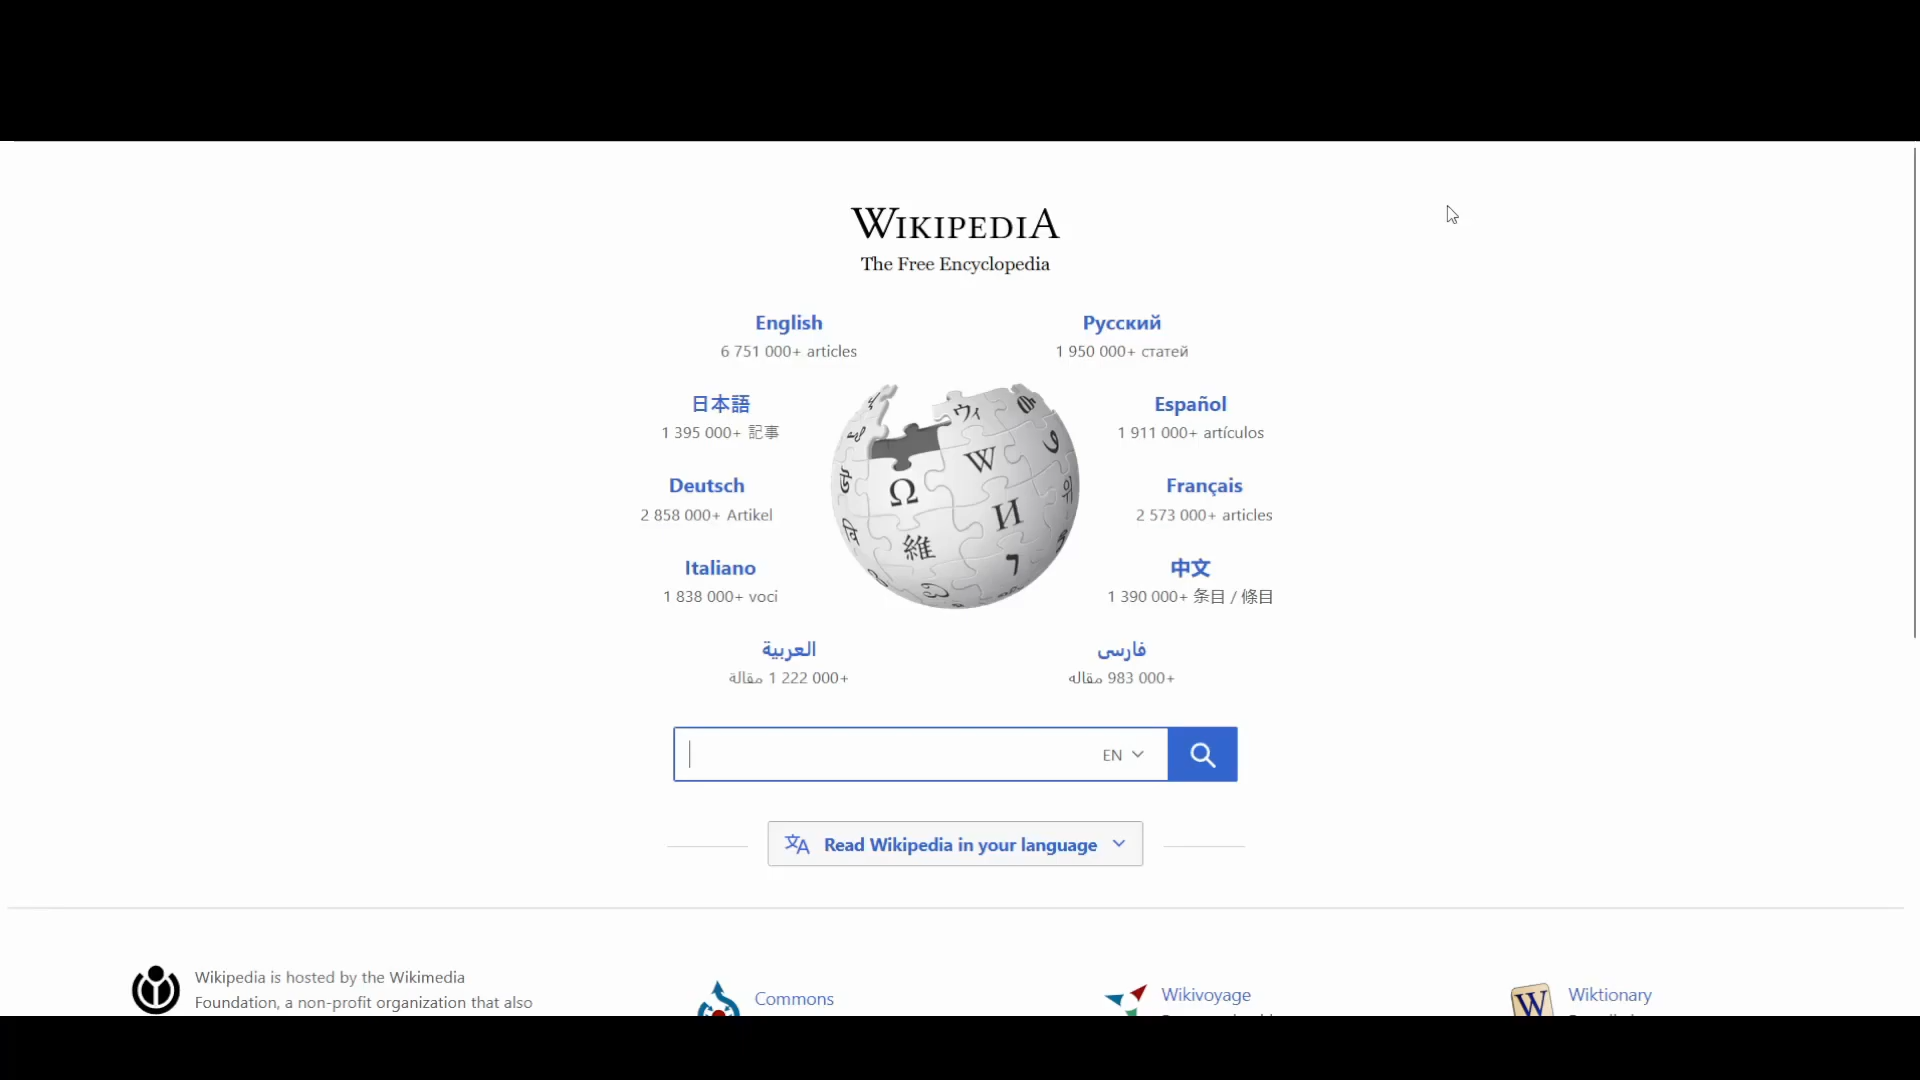 WIKIPEDIA
The Free Encyclopedia
English
6 751 000+ articles
Русский
1 950 000+ статей
日本語
1 395 000+ 記事
Español
1 911 000+ artículos
Deutsch
2 858 000+ Artikel
Français
2 573 000+ articles
Italiano
1 838 000+ voci
中文
1 390 000+ 条目 / 條目
العربية
1 222 000+ مقالة
فارسی
983 000+ مقاله
Ω
W
И
維
EN
Read Wikipedia in your language
Wikipedia is hosted by the Wikimedia
Foundation, a non-profit organization that also
Commons
Wikivoyage
Wiktionary
W